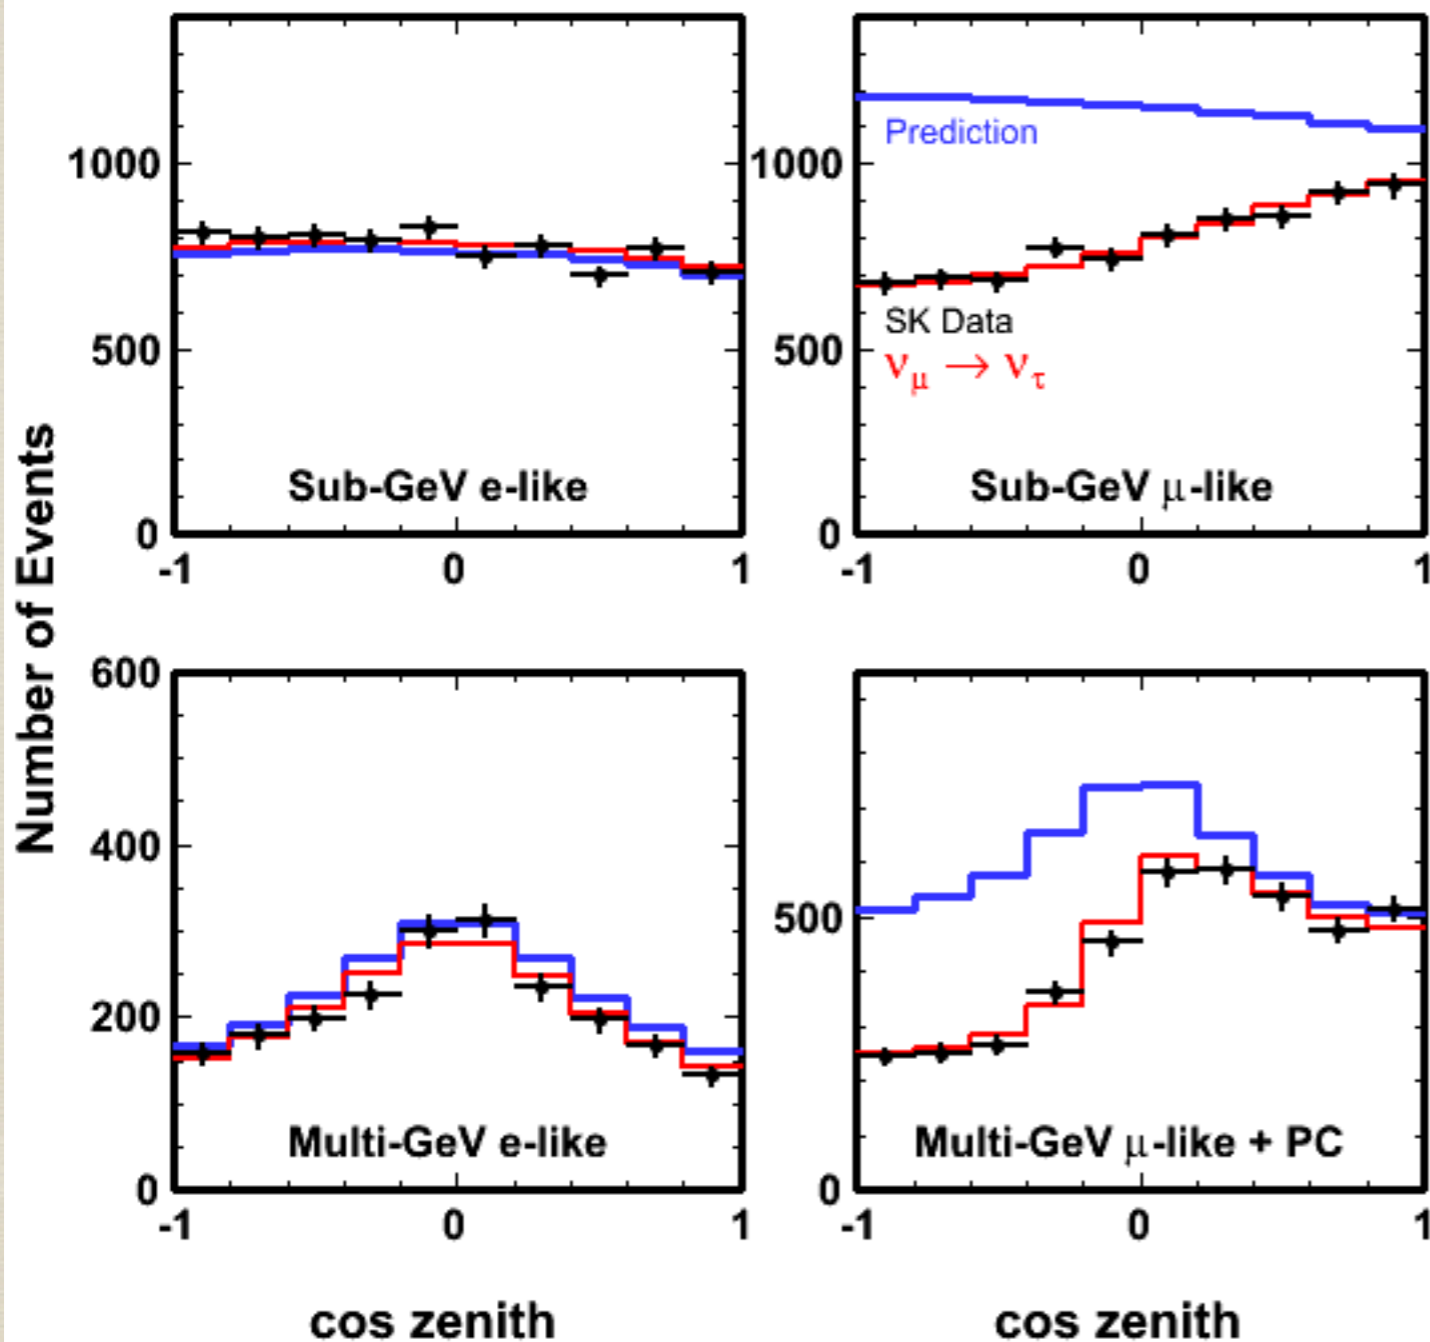 1000
500
0
-1 0 1
Sub-GeV e-like
1000
500
0
-1 0 1
Prediction
SK Data
νμ → ντ
Sub-GeV μ-like
Number of Events
600
400
200
0
-1 0 1
Multi-GeV e-like
cos zenith
500
0
-1 0 1
Multi-GeV μ-like + PC
cos zenith